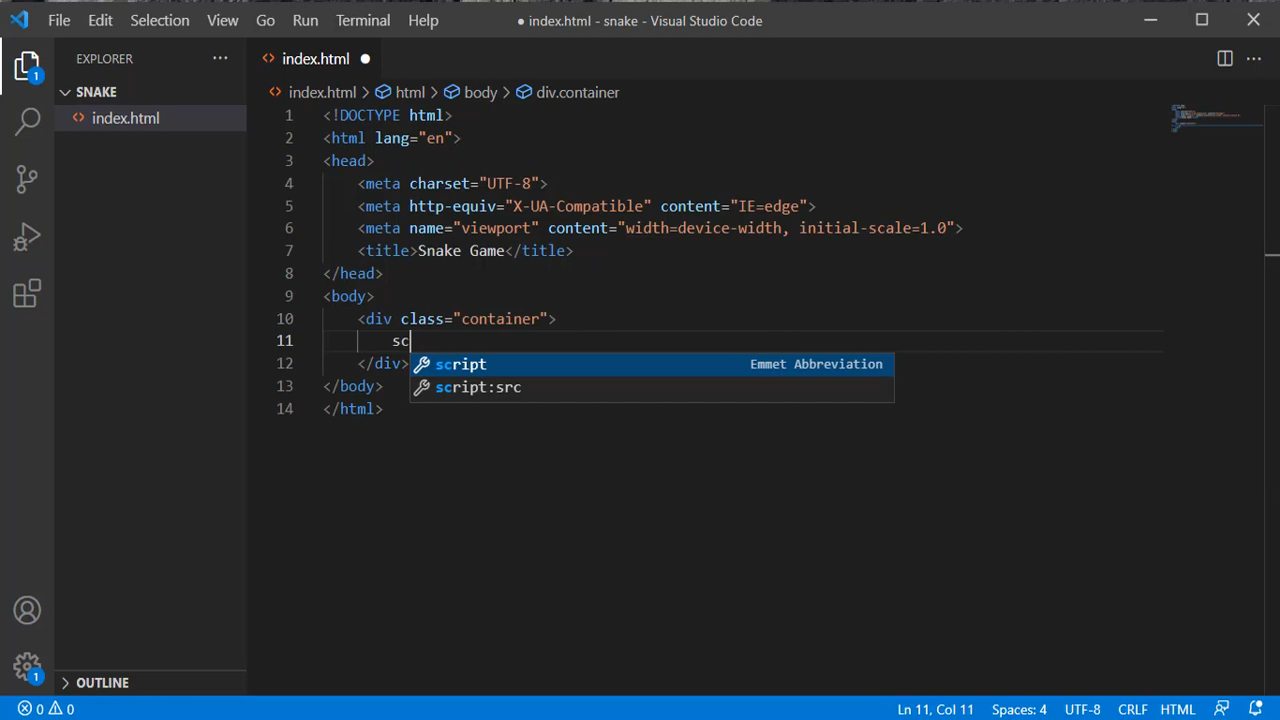 File Edit Selection View Go Run Terminal Help ● index.html - snake - Visual Studio Code
EXPLORER ···
index.html ●
SNAKE
index.html > html > body > div.container
index.html
1 <!DOCTYPE html>
2 <html lang="en">
3 <head>
4 <meta charset="UTF-8">
5 <meta http-equiv="X-UA-Compatible" content="IE=edge">
6 <meta name="viewport" content="width=device-width, initial-scale=1.0">
7 <title>Snake Game</title>
8 </head>
9 <body>
10 <div class="container">
11 sc
12 </div>
script Emmet Abbreviation
script:src
13 </body>
14 </html>
1
1
OUTLINE
0 0 Ln 11, Col 11 Spaces: 4 UTF-8 CRLF HTML